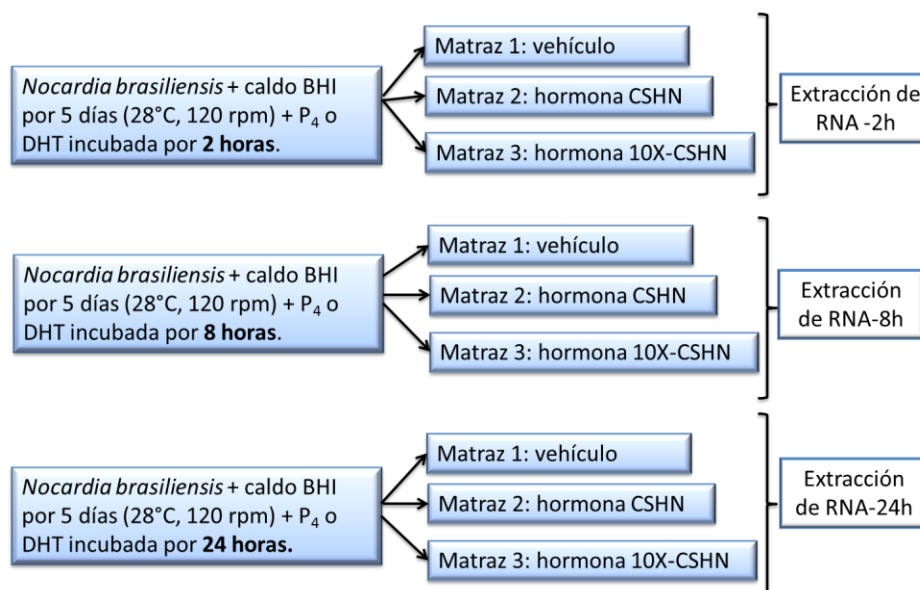 Nocardia brasiliensis + caldo BHI
por 5 días (28°C, 120 rpm) + P₄ o
DHT incubada por 2 horas.
Matraz 1: vehículo
Matraz 2: hormona CSHN
Matraz 3: hormona 10X-CSHN
Extracción de
RNA -2h
Nocardia brasiliensis + caldo BHI
por 5 días (28°C, 120 rpm) + P₄ o
DHT incubada por 8 horas.
Matraz 1: vehículo
Matraz 2: hormona CSHN
Matraz 3: hormona 10X-CSHN
Extracción
de RNA-8h
Nocardia brasiliensis + caldo BHI
por 5 días (28°C, 120 rpm) + P₄ o
DHT incubada por 24 horas.
Matraz 1: vehículo
Matraz 2: hormona CSHN
Matraz 3: hormona 10X-CSHN
Extracción
de RNA-24h